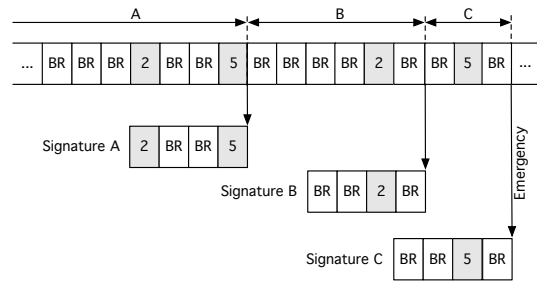 A B C
... BR BR BR 2 BR BR 5 BR BR BR BR 2 BR BR 5 BR ...
Signature A 2 BR BR 5
Signature B BR BR 2 BR
Emergency
Signature C BR BR 5 BR